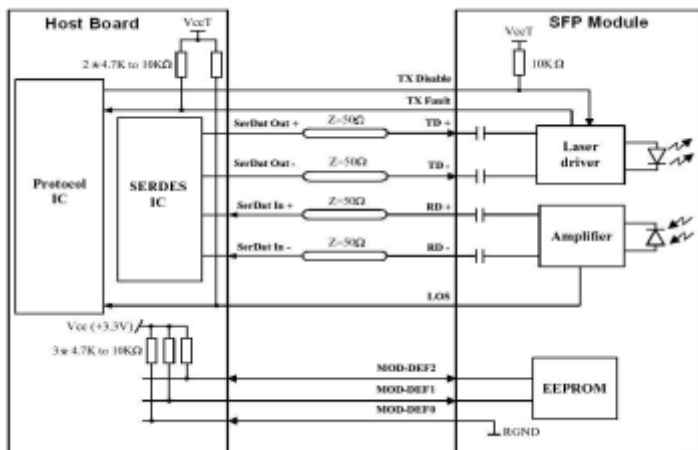 Host Board
SFP Module
VccT
VccT
2*4.7K to 10KΩ
10KΩ
TX Disable
TX Fault
SerDat Out +
Z=50Ω
TD +
SerDat Out -
Z=50Ω
TD -
SerDat In +
Z=50Ω
RD +
SerDat In -
Z=50Ω
RD -
Protocol
IC
SERDES
IC
Laser
driver
Amplifier
LOS
Vcc (+3.3V)
3*4.7K to 10KΩ
MOD-DEF2
MOD-DEF1
MOD-DEF0
EEPROM
RGND